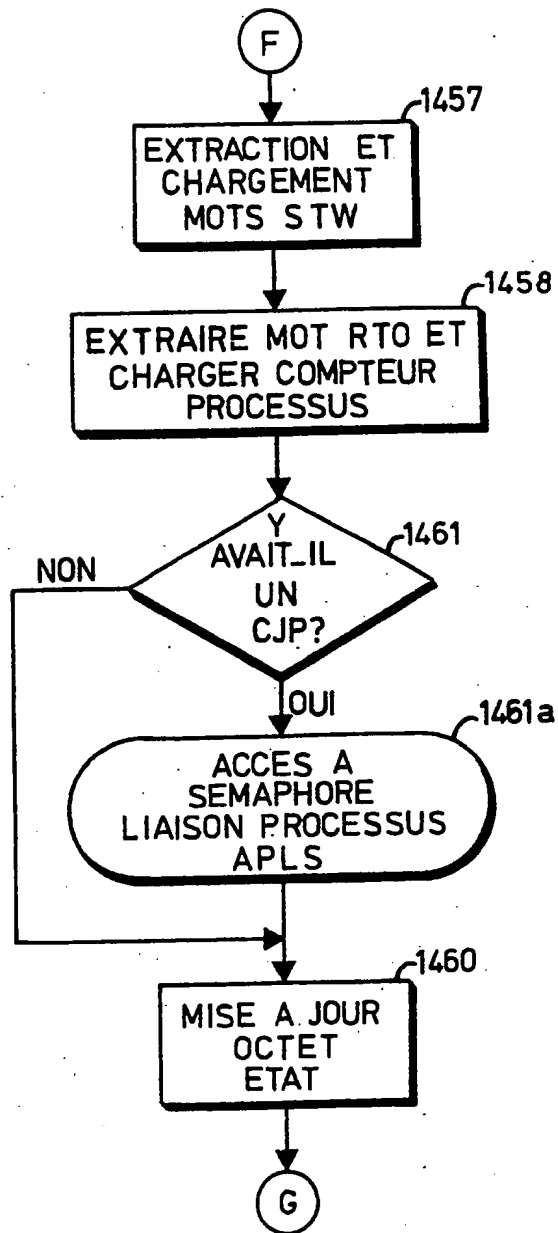 F
1457
EXTRACTION ET
CHARGEMENT
MOTS STW
1458
EXTRAIRE MOT RTO ET
CHARGER COMPTEUR
PROCESSUS
1461
Y
AVAIT_IL
UN
CJP?
NON
OUI
1461a
ACCES A
SEMAPHORE
LIAISON PROCESSUS
APLS
1460
MISE A JOUR
OCTET
ETAT
G